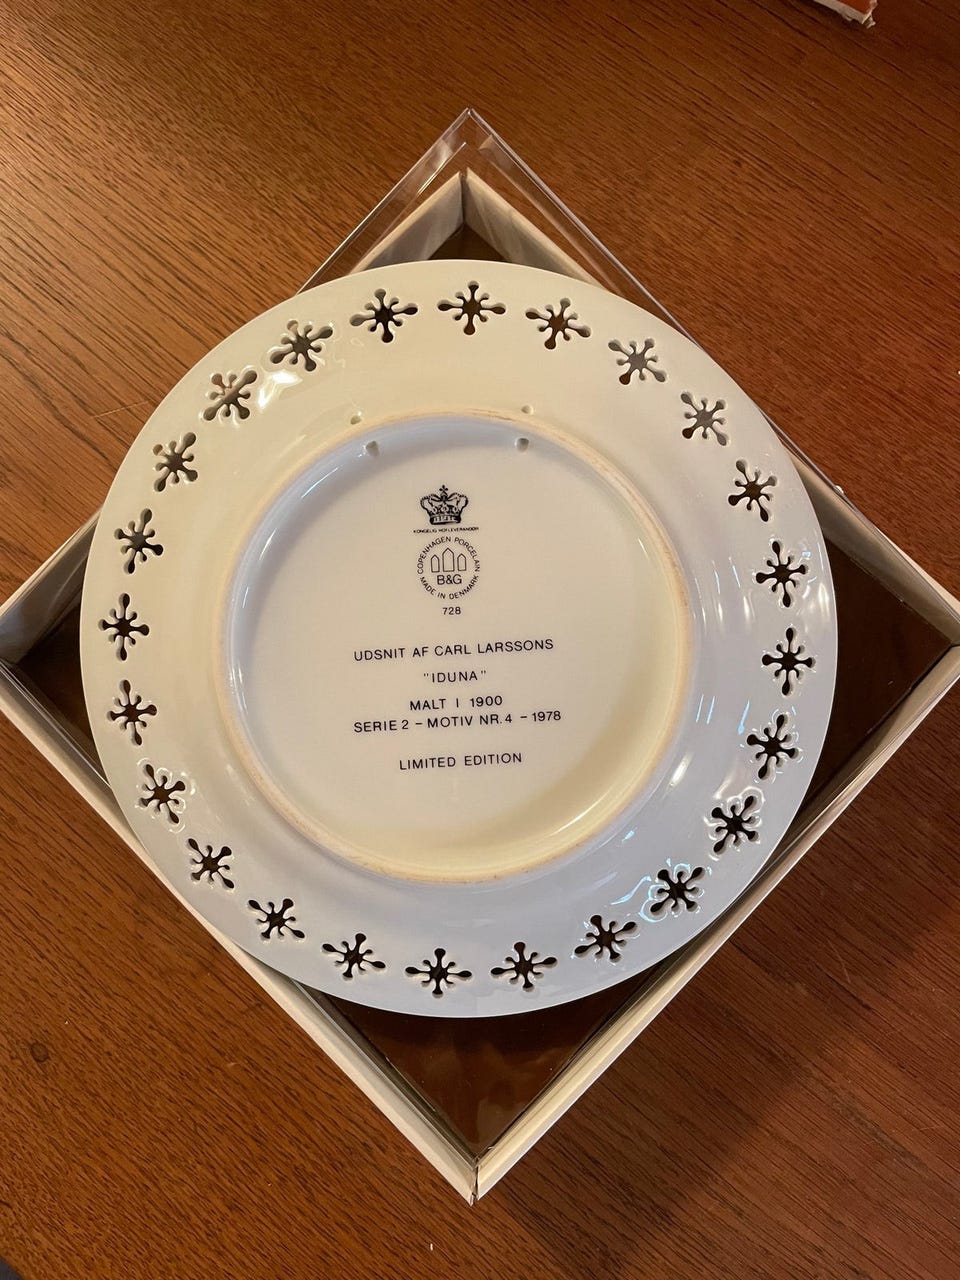 KONGELIG HOFLEVERANDØR
COPENHAGEN PORCELAIN
B&G
MADE IN DENMARK
728
UDSNIT AF CARL LARSSONS
"IDUNA"
MALT I 1900
SERIE 2 – MOTIV NR. 4 – 1978
LIMITED EDITION